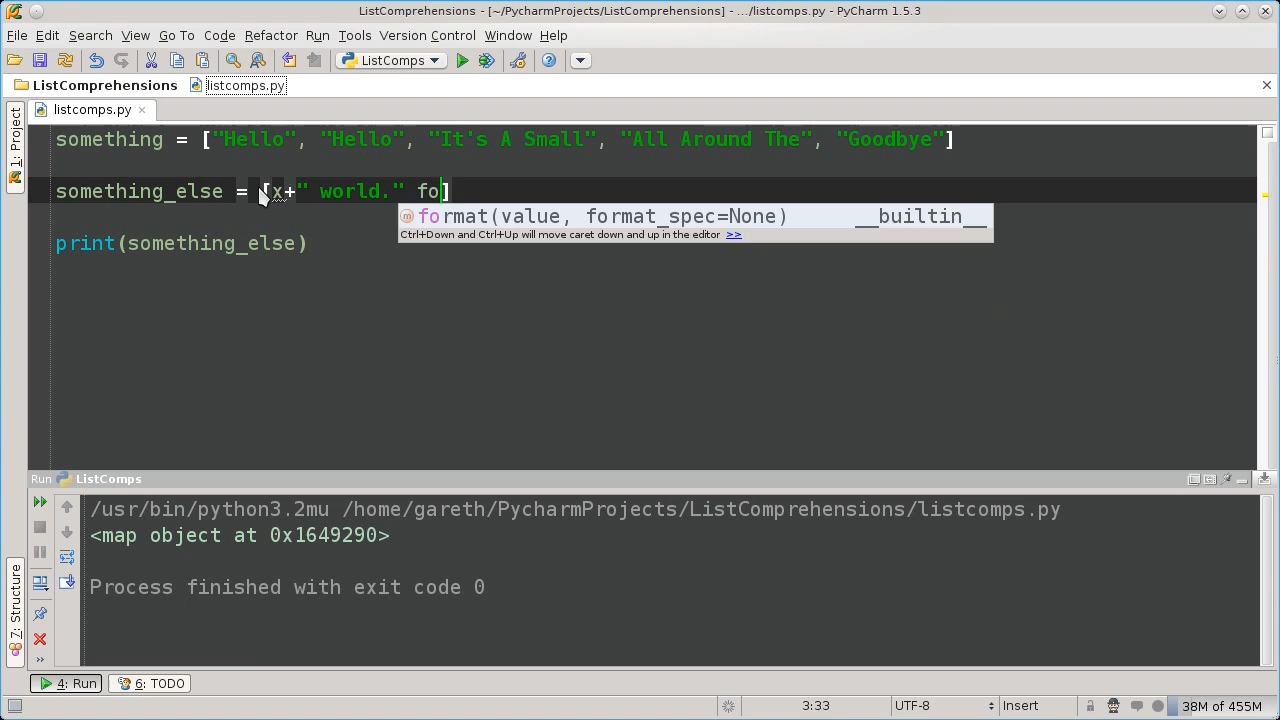 ListComprehensions - [~/PycharmProjects/ListComprehensions] - .../listcomps.py - PyCharm 1.5.3
File Edit Search View Go To Code Refactor Run Tools Version Control Window Help
ListComps
ListComprehensions listcomps.py
1: Project
listcomps.py
something = ["Hello", "Hello", "It's A Small", "All Around The", "Goodbye"]
something_else = [x+" world." fo]
format(value, format_spec=None) __builtin__
Ctrl+Down and Ctrl+Up will move caret down and up in the editor >>
print(something_else)
Run ListComps
/usr/bin/python3.2mu /home/gareth/PycharmProjects/ListComprehensions/listcomps.py
<map object at 0x1649290>
Process finished with exit code 0
7: Structure
4: Run 6: TODO
3:33 UTF-8 Insert 38M of 455M